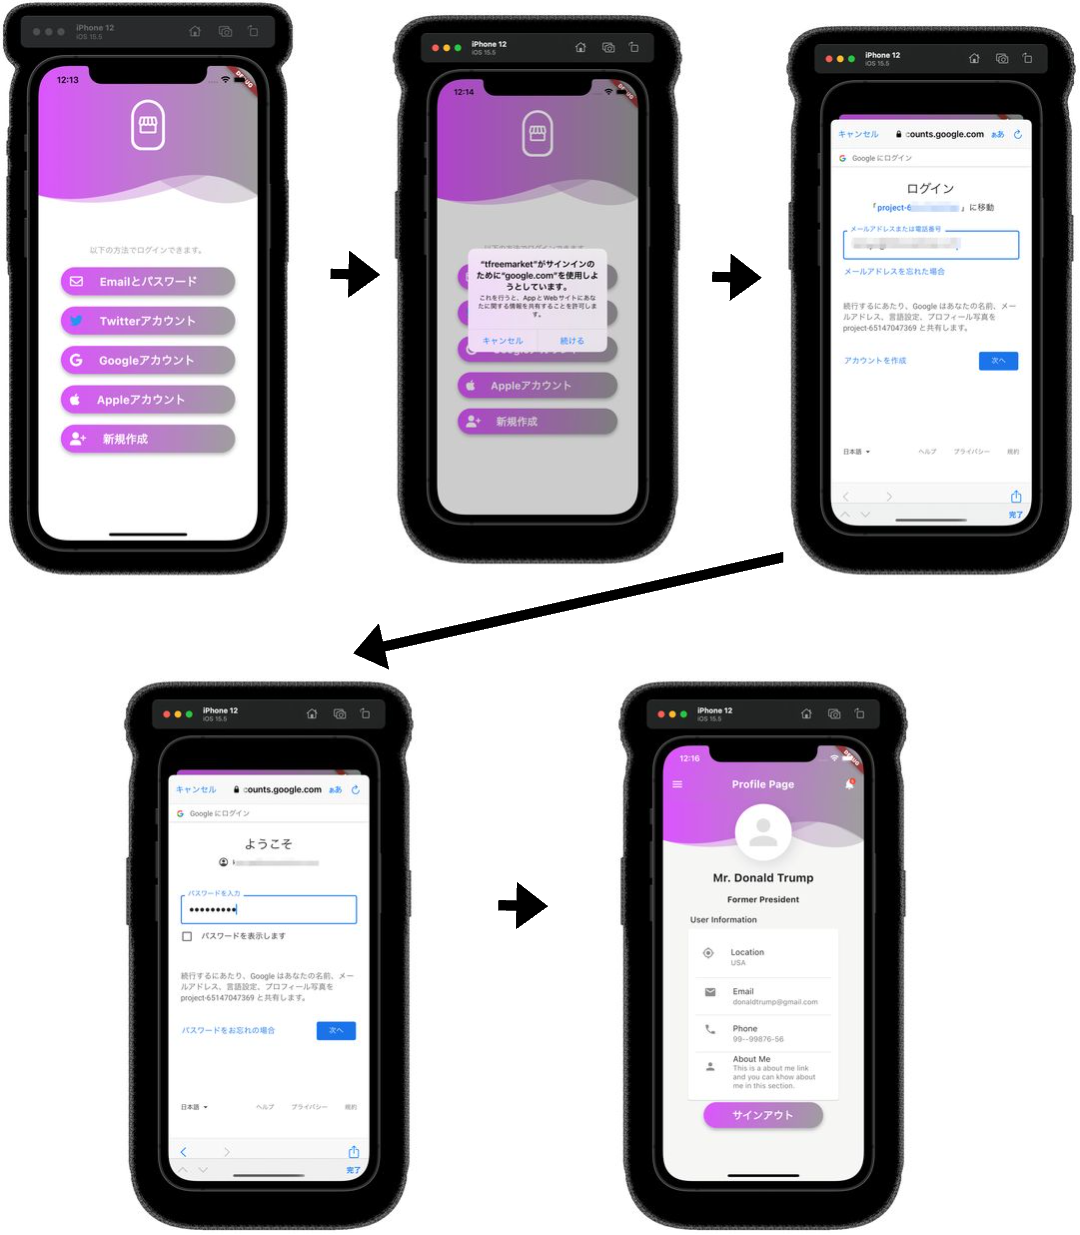 iPhone 12
iOS 15.5
12:13
DEBUG
以下の方法でログインできます。
Emailとパスワード
Twitterアカウント
Googleアカウント
Appleアカウント
新規作成
iPhone 12
iOS 15.5
12:14
“tfreemarket”がサインインの
ために“google.com”を使用しよ
うとしています。
これを行うと、AppとWebサイトにあな
たに関する情報を共有することを許可しま
す。
キャンセル
続ける
Appleアカウント
新規作成
iPhone 12
iOS 15.5
キャンセル
counts.google.com
ああ
Google にログイン
ログイン
「project-6 」に移動
メールアドレスまたは電話番号
メールアドレスを忘れた場合
続行するにあたり、Google はあなたの名前、メー
ルアドレス、言語設定、プロフィール写真を
project-65147047369 と共有します。
アカウントを作成
次へ
日本語
ヘルプ
プライバシー
規約
完了
iPhone 12
iOS 15.5
キャンセル
counts.google.com
ああ
Google にログイン
ようこそ
パスワードを入力
•••••••••
パスワードを表示します
続行するにあたり、Google はあなたの名前、メー
ルアドレス、言語設定、プロフィール写真を
project-65147047369 と共有します。
パスワードをお忘れの場合
次へ
日本語
ヘルプ
プライバシー
規約
完了
iPhone 12
iOS 15.5
12:16
Profile Page
Mr. Donald Trump
Former President
User Information
Location
USA
Email
donaldtrump@gmail.com
Phone
99--99876-56
About Me
This is a about me link
and you can khow about
me in this section.
サインアウト